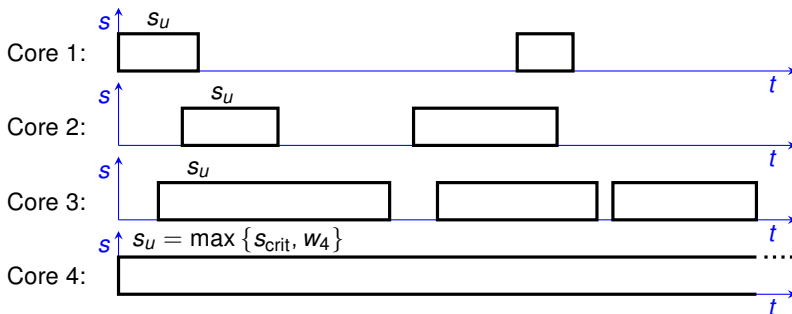 s
s_u
Core 1:
t
s
s_u
Core 2:
t
s
s_u
Core 3:
t
s
s_u = max {s_crit, w_4}
Core 4:
t